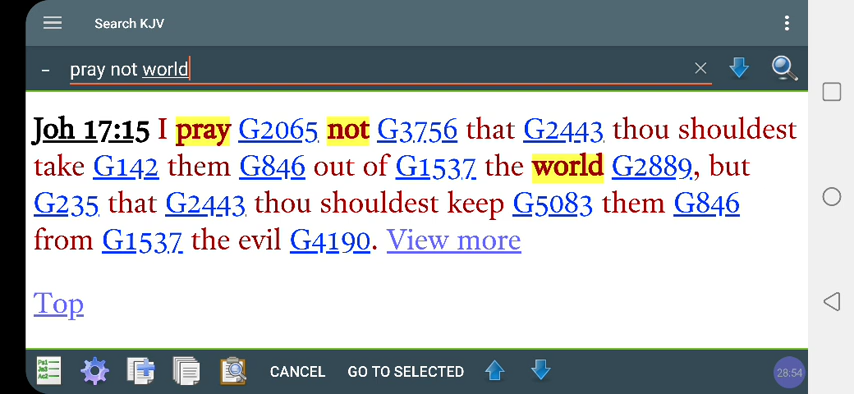 Search KJV
- pray not world
Joh 17:15 I pray G2065 not G3756 that G2443 thou shouldest
take G142 them G846 out of G1537 the world G2889, but
G235 that G2443 thou shouldest keep G5083 them G846
from G1537 the evil G4190. View more
Top
CANCEL GO TO SELECTED
28:54